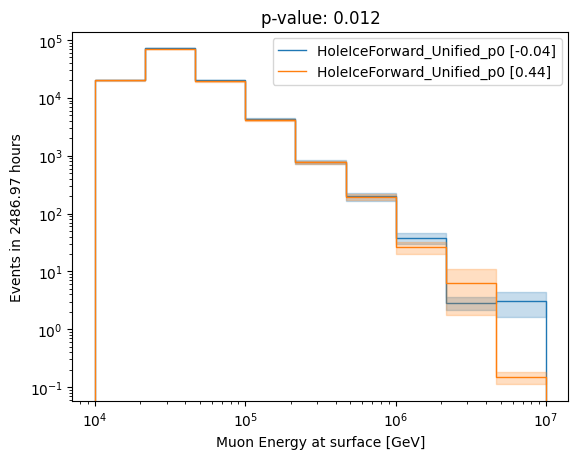 p-value: 0.012
HoleIceForward_Unified_p0 [-0.04]
HoleIceForward_Unified_p0 [0.44]
Events in 2486.97 hours
10⁵
10⁴
10³
10²
10¹
10⁰
10⁻¹
10⁴
10⁵
10⁶
10⁷
Muon Energy at surface [GeV]